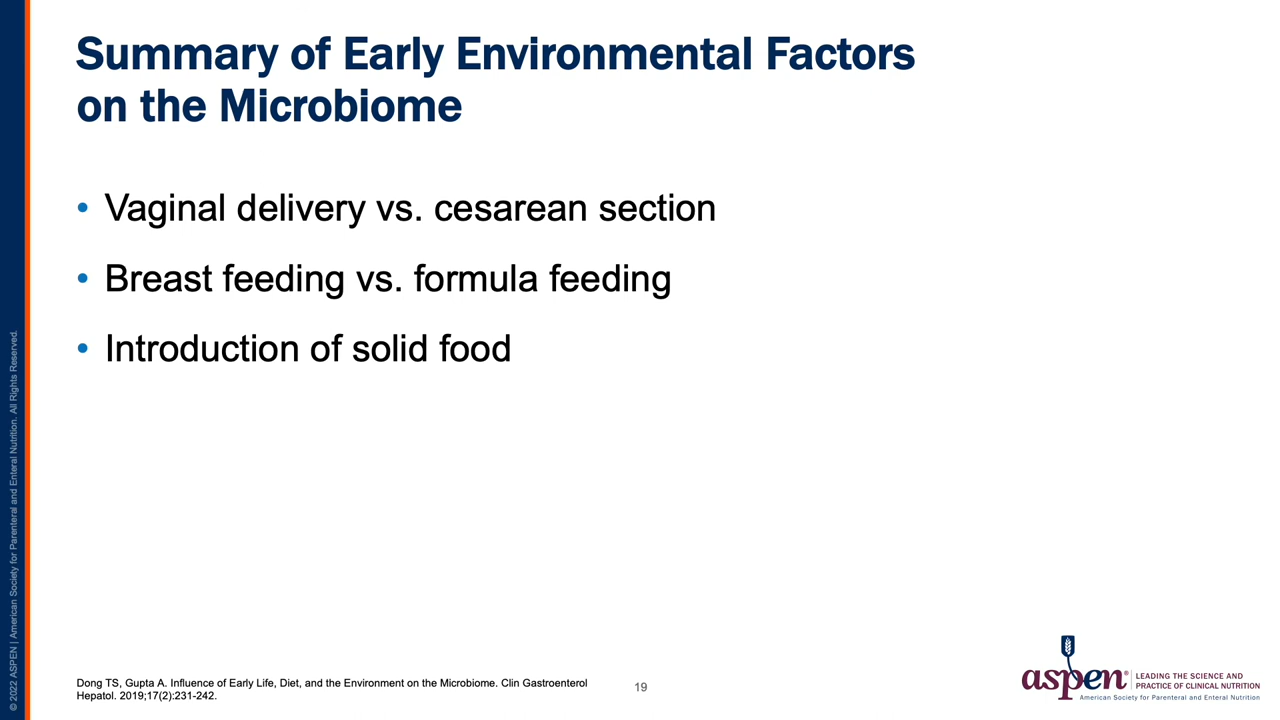 Summary of Early Environmental Factors
on the Microbiome
• Vaginal delivery vs. cesarean section
• Breast feeding vs. formula feeding
• Introduction of solid food
© 2022 ASPEN | American Society for Parenteral and Enteral Nutrition. All Rights Reserved.
Dong TS, Gupta A. Influence of Early Life, Diet, and the Environment on the Microbiome. Clin Gastroenterol
Hepatol. 2019;17(2):231-242.
19
aspen®
LEADING THE SCIENCE AND
PRACTICE OF CLINICAL NUTRITION
American Society for Parenteral and Enteral Nutrition